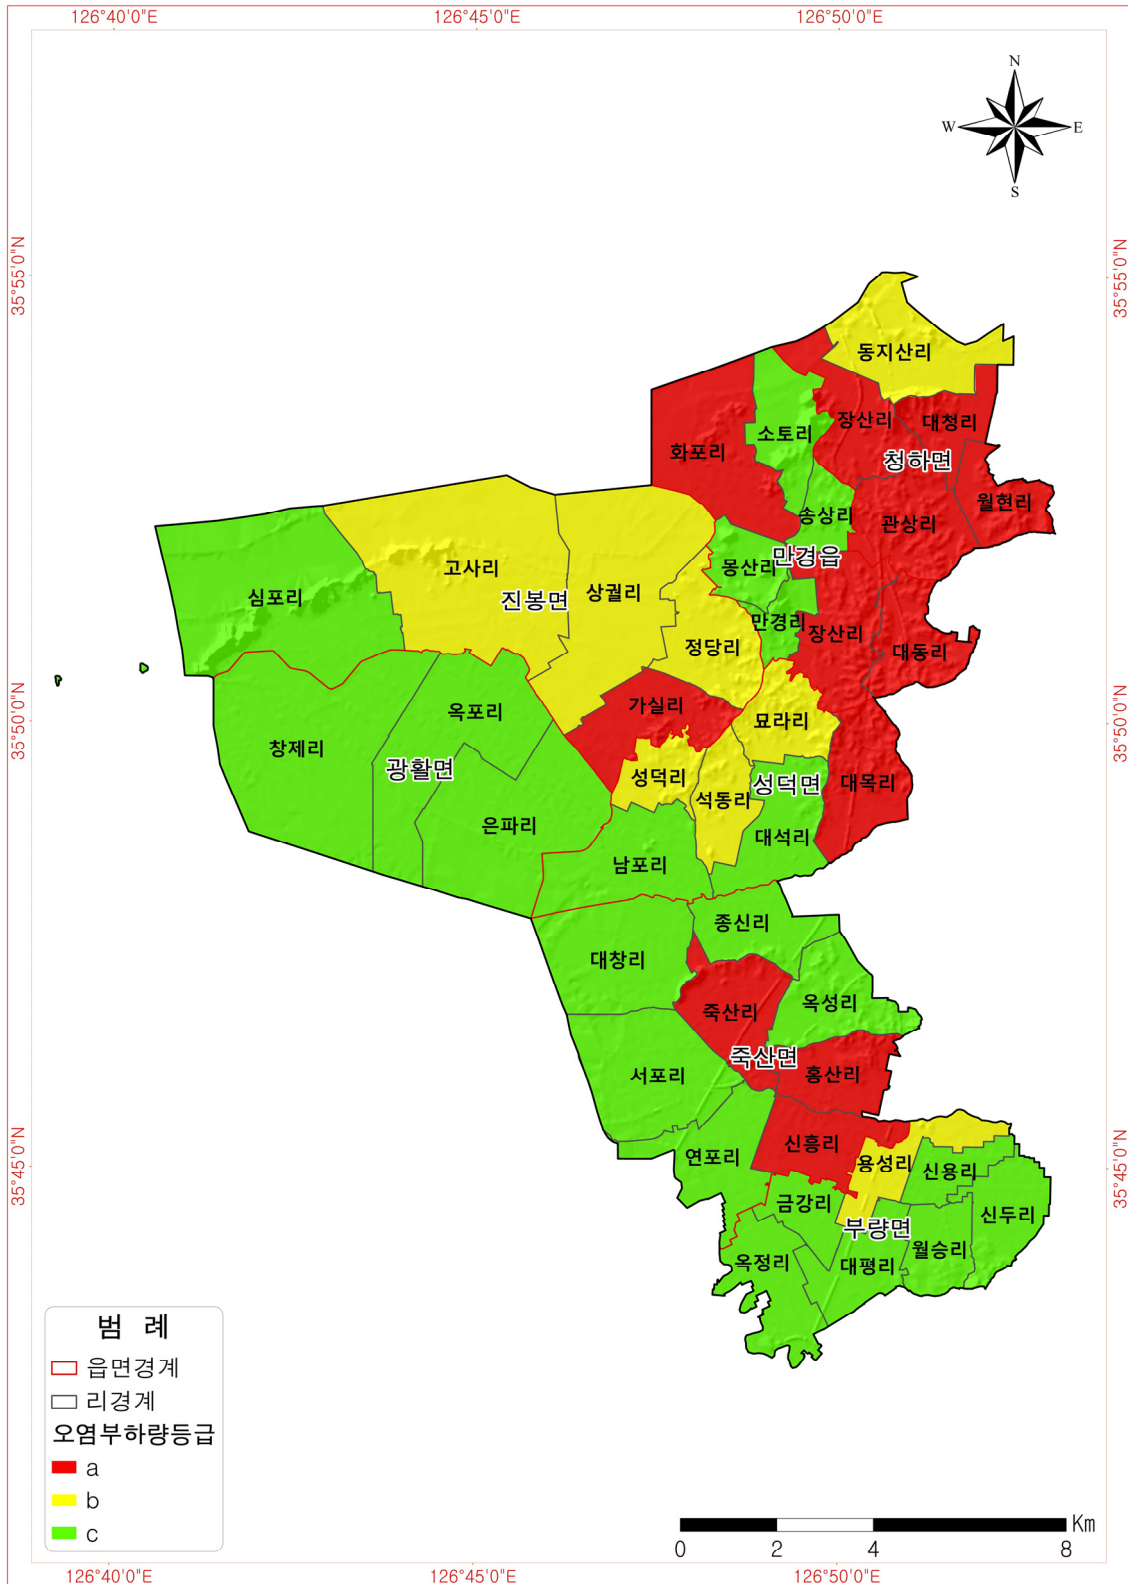 126°40'0"E 126°45'0"E 126°50'0"E
N
W E
S
35°55'0"N 35°55'0"N
동지산리
장산리 대청리
소토리
화포리 청하면
월현리
송상리 관상리
만경읍
몽산리
고사리
상궐리
심포리 진봉면
만경리 장산리
정당리 대동리
가실리
옥포리 묘라리
35°50'0"N 35°50'0"N
창제리
광활면 성덕리 성덕면 대목리
석동리
은파리 대석리
남포리
종신리
대창리
옥성리
죽산리
죽산면
서포리 홍산리
신흥리
연포리 용성리 신용리
35°45'0"N 35°45'0"N
금강리 신두리
부량면
월승리
옥정리 대평리
범 례
읍면경계
리경계
오염부하량등급
a
b
c
Km
0 2 4 8
126°40'0"E 126°45'0"E 126°50'0"E